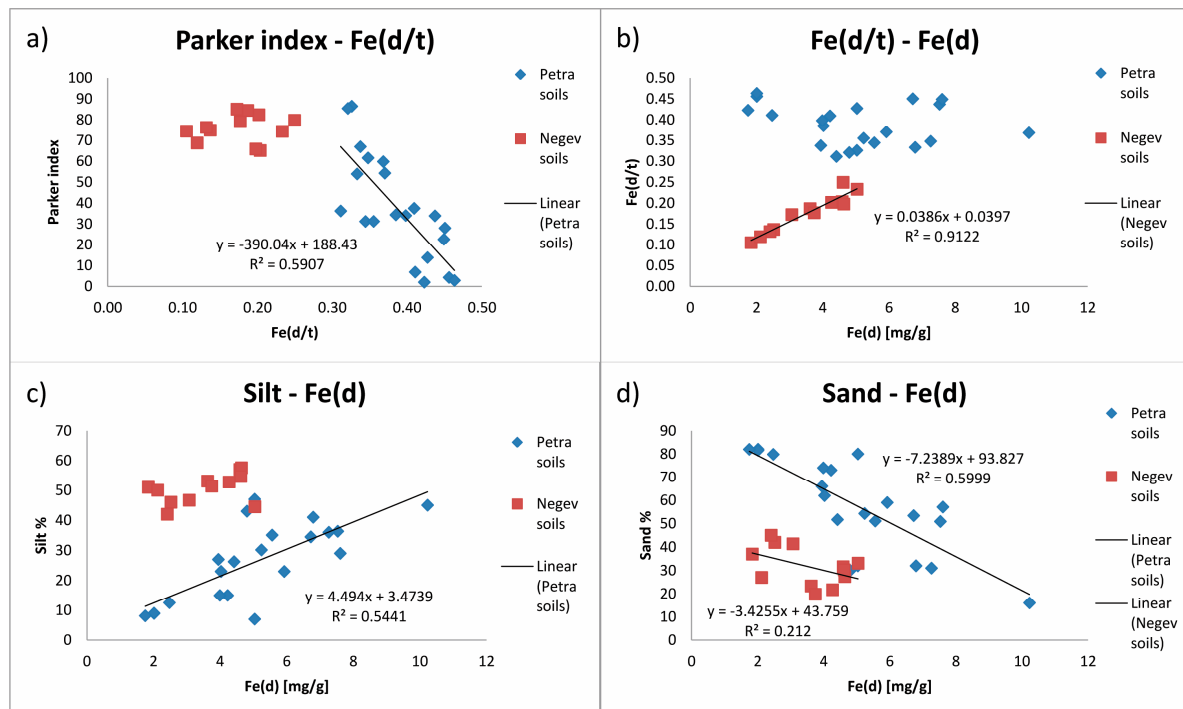 a)
Parker index - Fe(d/t)
100
90
80
70
60
50
40
30
20
10
0
Parker index
y = -390.04x + 188.43
R² = 0.5907
0.00 0.10 0.20 0.30 0.40 0.50
Fe(d/t)
Petra
soils
Negev
soils
Linear
(Petra
soils)
b)
Fe(d/t) - Fe(d)
0.50
0.45
0.40
0.35
0.30
0.25
0.20
0.15
0.10
0.05
0.00
Fe(d/t)
y = 0.0386x + 0.0397
R² = 0.9122
0 2 4 6 8 10 12
Fe(d) [mg/g]
Petra
soils
Negev
soils
Linear
(Negev
soils)
c)
Silt - Fe(d)
70
60
50
40
30
20
10
0
Silt %
y = 4.494x + 3.4739
R² = 0.5441
0 2 4 6 8 10 12
Fe(d) [mg/g]
Petra
soils
Negev
soils
Linear
(Petra
soils)
d)
Sand - Fe(d)
90
80
70
60
50
40
30
20
10
0
Sand %
y = -7.2389x + 93.827
R² = 0.5999
y = -3.4255x + 43.759
R² = 0.212
0 2 4 6 8 10 12
Fe(d) [mg/g]
Petra
soils
Negev
soils
Linear
(Petra
soils)
Linear
(Negev
soils)